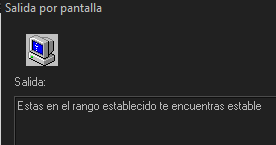 Salida por pantalla
Salida:
Estas en el rango establecido te encuentras estable